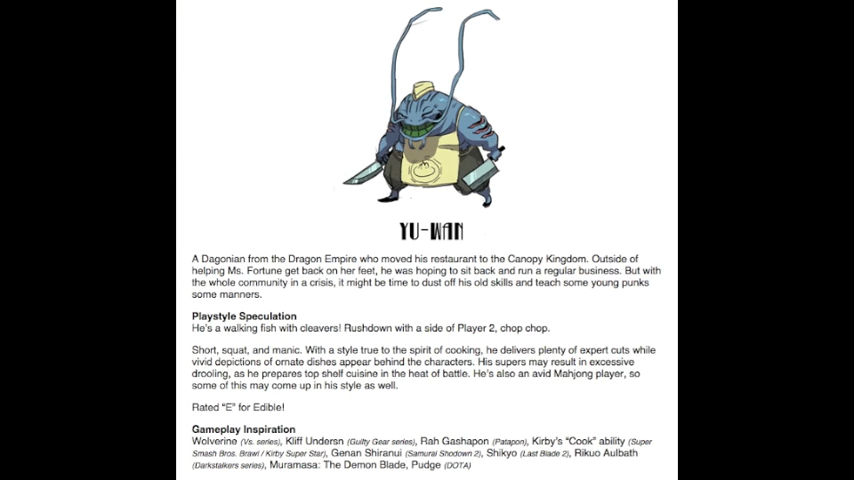 YU-WAN
A Dagonian from the Dragon Empire who moved his restaurant to the Canopy Kingdom. Outside of
helping Ms. Fortune get back on her feet, he was hoping to sit back and run a regular business. But with
the whole community in a crisis, it might be time to dust off his old skills and teach some young punks
some manners.
Playstyle Speculation
He's a walking fish with cleavers! Rushdown with a side of Player 2, chop chop.
Short, squat, and manic. With a style true to the spirit of cooking, he delivers plenty of expert cuts while
vivid depictions of ornate dishes appear behind the characters. His supers may result in excessive
drooling, as he prepares top shelf cuisine in the heat of battle. He's also an avid Mahjong player, so
some of this may come up in his style as well.
Rated "E" for Edible!
Gameplay Inspiration
Wolverine (Vs. series), Kliff Undersn (Guilty Gear series), Rah Gashapon (Patapon), Kirby's "Cook" ability (Super
Smash Bros. Brawl / Kirby Super Star), Genan Shiranui (Samurai Shodown 2), Shikyo (Last Blade 2), Rikuo Aulbath
(Darkstalkers series), Muramasa: The Demon Blade, Pudge (DOTA)